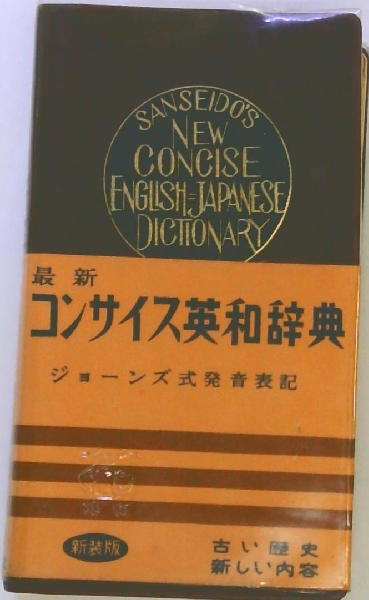 SANSEIDO'S
NEW
CONCISE
ENGLISH=JAPANESE
DICTIONARY
最新
コンサイス英和辞典
ジョーンズ式発音表記
新装版
古い歴史
新しい内容